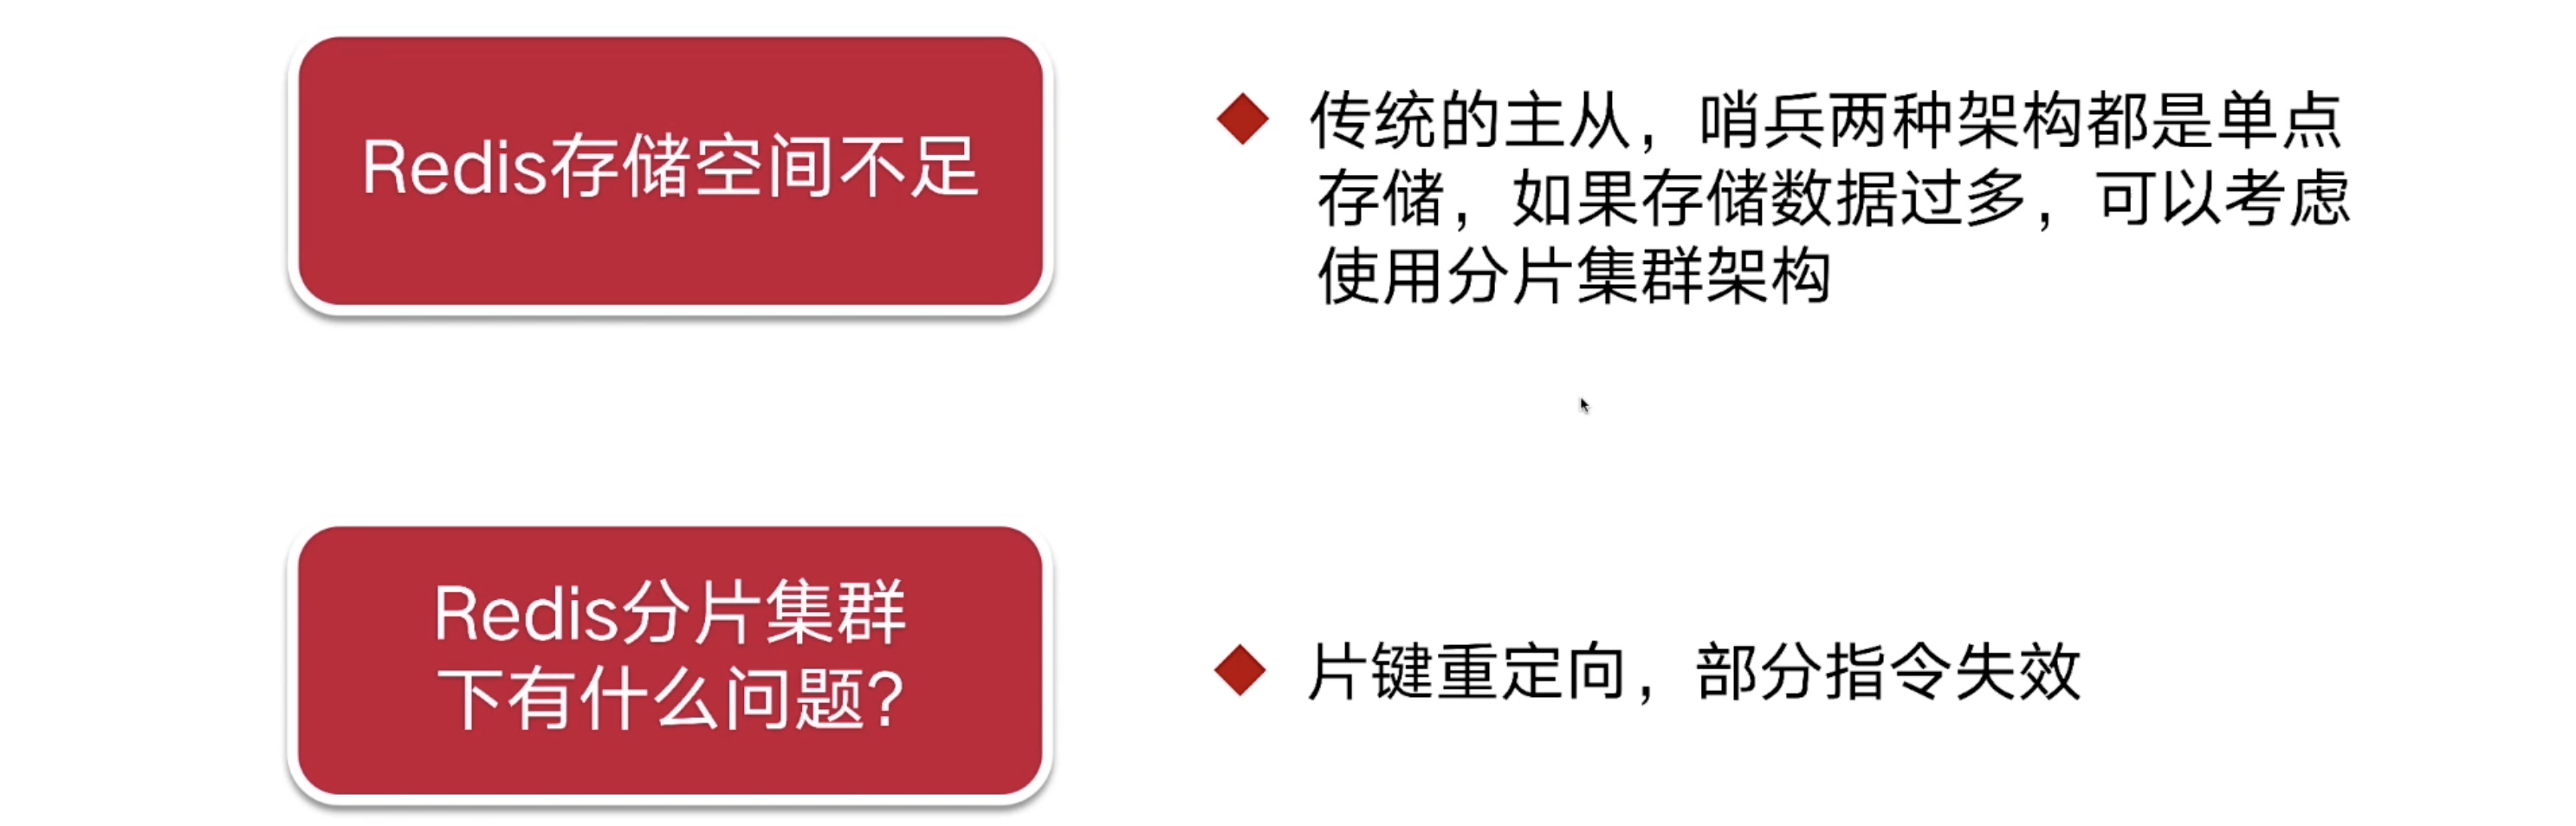 Redis存储空间不足
传统的主从，哨兵两种架构都是单点
存储，如果存储数据过多，可以考虑
使用分片集群架构
Redis分片集群
下有什么问题?
片键重定向，部分指令失效